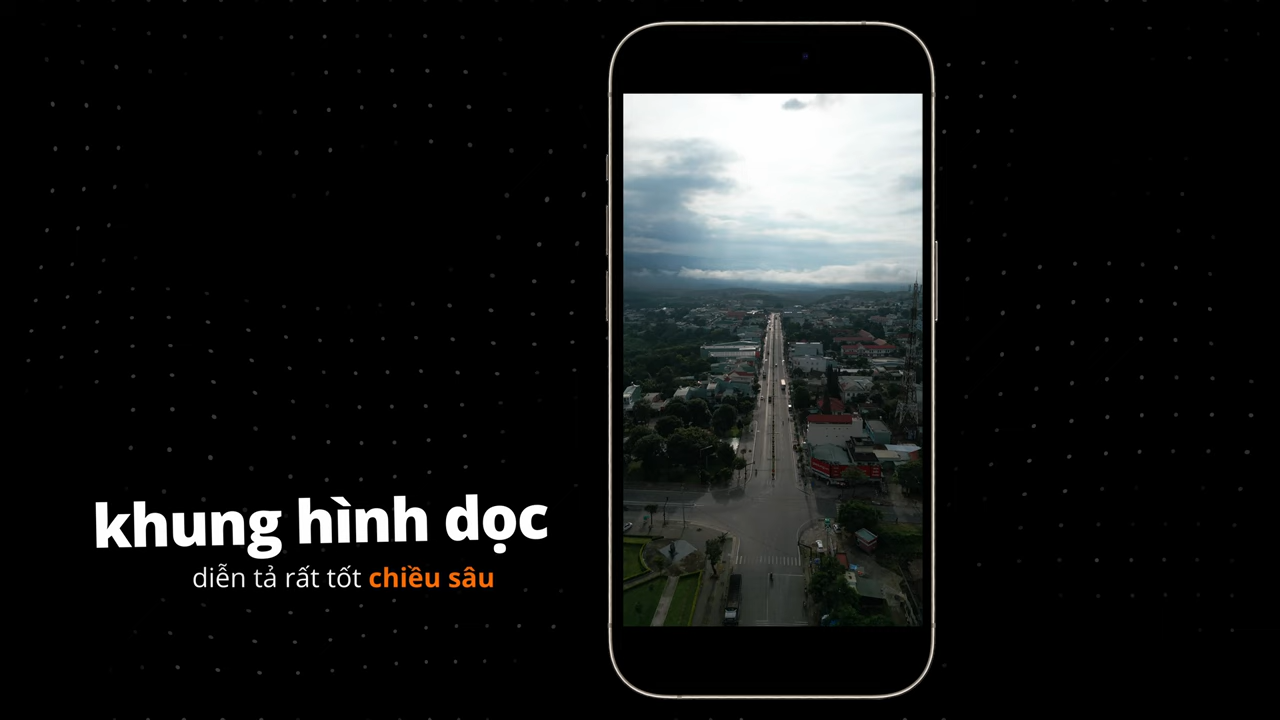 khung hình dọc
diễn tả rất tốt chiều sâu